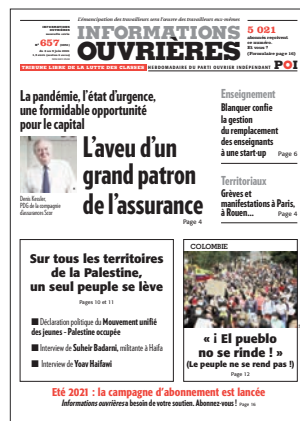 L'émancipation des travailleurs sera l'œuvre des travailleurs eux-mêmes
INFORMATIONS
OUVRIÈRES
N° 657
INFORMATIONS
OUVRIÈRES
5 021
abonnés reçoivent
ce numéro.
Et vous ?
(Formulaire page 16)
TRIBUNE LIBRE DE LA LUTTE DES CLASSES
HEBDOMADAIRE DU PARTI OUVRIER INDÉPENDANT
POI
La pandémie, l'état d'urgence,
une formidable opportunité
pour le capital
L'aveu d'un
grand patron
de l'assurance
Page 4
Denis Kessler,
PDG de la compagnie
d'assurances Scor
Enseignement
Blanquer confie
la gestion
du remplacement
des enseignants
à une start-up
Page 6
Territoriaux
Grèves et
manifestations à Paris,
à Rouen...
Page 4
Sur tous les territoires
de la Palestine,
un seul peuple se lève
Pages 10 et 11
Déclaration politique du Mouvement unifié
des jeunes - Palestine occupée
Interview de Suheir Badarni, militante à Haïfa
Interview de Yoav Haifawi
COLOMBIE
« ¡ El pueblo
no se rinde ! »
(Le peuple ne se rend pas !)
Page 12
Eté 2021 : la campagne d'abonnement est lancée
Informations ouvrières a besoin de votre soutien. Abonnez-vous ! Page 16